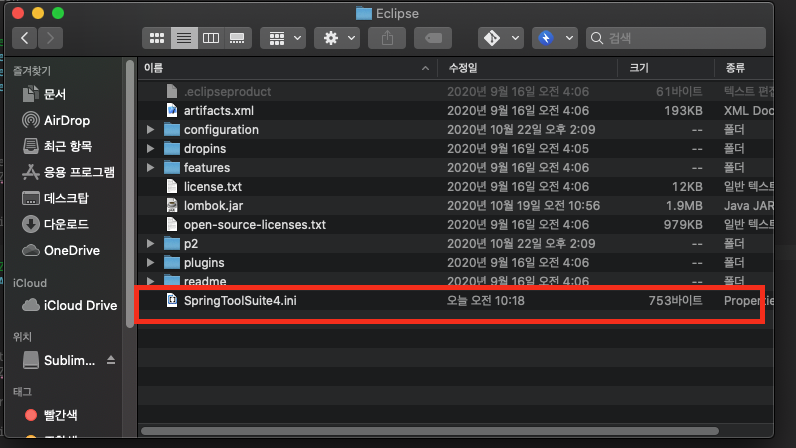 Eclipse
검색
즐겨찾기
문서
AirDrop
최근 항목
응용 프로그램
데스크탑
다운로드
OneDrive
iCloud
iCloud Drive
위치
Sublim...
태그
빨간색
이름 수정일 크기 종류
.eclipseproduct 2020년 9월 16일 오전 4:06 61바이트 텍스트 편집
artifacts.xml 2020년 9월 16일 오전 4:06 193KB XML Doc
configuration 2020년 10월 22일 오후 2:09 -- 폴더
dropins 2020년 9월 16일 오전 4:05 -- 폴더
features 2020년 9월 16일 오전 4:06 -- 폴더
license.txt 2020년 9월 16일 오전 4:06 12KB 일반 텍스트
lombok.jar 2020년 10월 19일 오전 10:56 1.9MB Java JAR
open-source-licenses.txt 2020년 9월 16일 오전 4:06 979KB 일반 텍스트
p2 2020년 10월 22일 오후 2:09 -- 폴더
plugins 2020년 9월 16일 오전 4:06 -- 폴더
readme 2020년 9월 16일 오전 4:06 -- 폴더
SpringToolSuite4.ini 오늘 오전 10:18 753바이트 Propertie